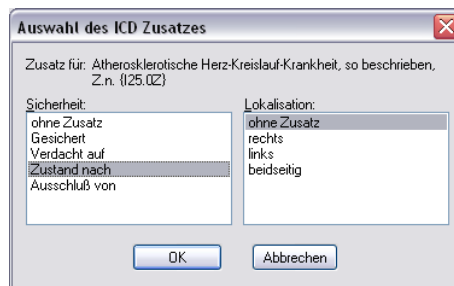 Auswahl des ICD Zusatzes
Zusatz für: Atherosklerotische Herz-Kreislauf-Krankheit, so beschrieben,
Z.n. {I25.0Z}
Sicherheit:
ohne Zusatz
Gesichert
Verdacht auf
Zustand nach
Ausschluß von
Lokalisation:
ohne Zusatz
rechts
links
beidseitig
OK
Abbrechen